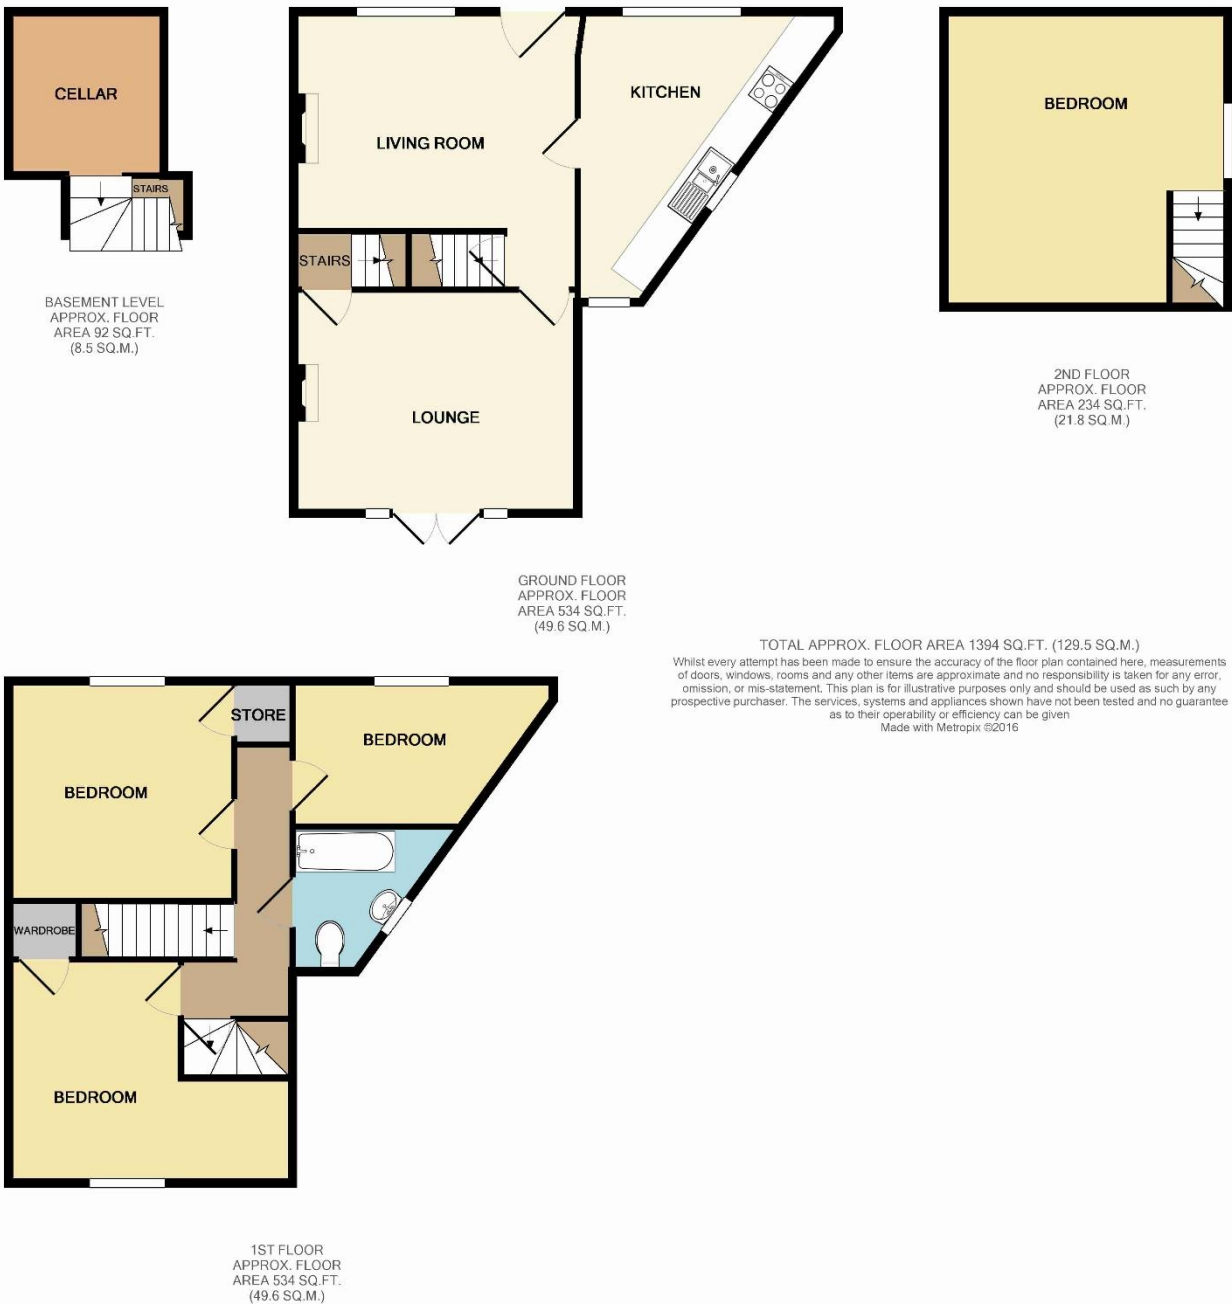 CELLAR
STAIRS
BASEMENT LEVEL
APPROX. FLOOR
AREA 92 SQ.FT.
(8.5 SQ.M.)
LIVING ROOM
KITCHEN
STAIRS
LOUNGE
GROUND FLOOR
APPROX. FLOOR
AREA 534 SQ.FT.
(49.6 SQ.M.)
BEDROOM
2ND FLOOR
APPROX. FLOOR
AREA 234 SQ.FT.
(21.8 SQ.M.)
TOTAL APPROX. FLOOR AREA 1394 SQ.FT. (129.5 SQ.M.)
Whilst every attempt has been made to ensure the accuracy of the floor plan contained here, measurements
of doors, windows, rooms and any other items are approximate and no responsibility is taken for any error,
omission, or mis-statement. This plan is for illustrative purposes only and should be used as such by any
prospective purchaser. The services, systems and appliances shown have not been tested and no guarantee
as to their operability or efficiency can be given
Made with Metropix ©2016
STORE
BEDROOM
BEDROOM
WARDROBE
BEDROOM
1ST FLOOR
APPROX. FLOOR
AREA 534 SQ.FT.
(49.6 SQ.M.)